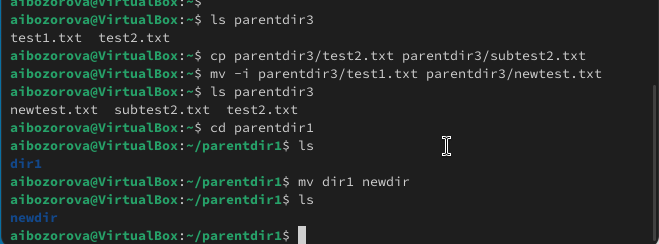 aibozorova@VirtualBox:~$
aibozorova@VirtualBox:~$ ls parentdir3
test1.txt  test2.txt
aibozorova@VirtualBox:~$ cp parentdir3/test2.txt parentdir3/subtest2.txt
aibozorova@VirtualBox:~$ mv -i parentdir3/test1.txt parentdir3/newtest.txt
aibozorova@VirtualBox:~$ ls parentdir3
newtest.txt  subtest2.txt  test2.txt
aibozorova@VirtualBox:~$ cd parentdir1
aibozorova@VirtualBox:~/parentdir1$ ls
dir1
aibozorova@VirtualBox:~/parentdir1$ mv dir1 newdir
aibozorova@VirtualBox:~/parentdir1$ ls
newdir
aibozorova@VirtualBox:~/parentdir1$